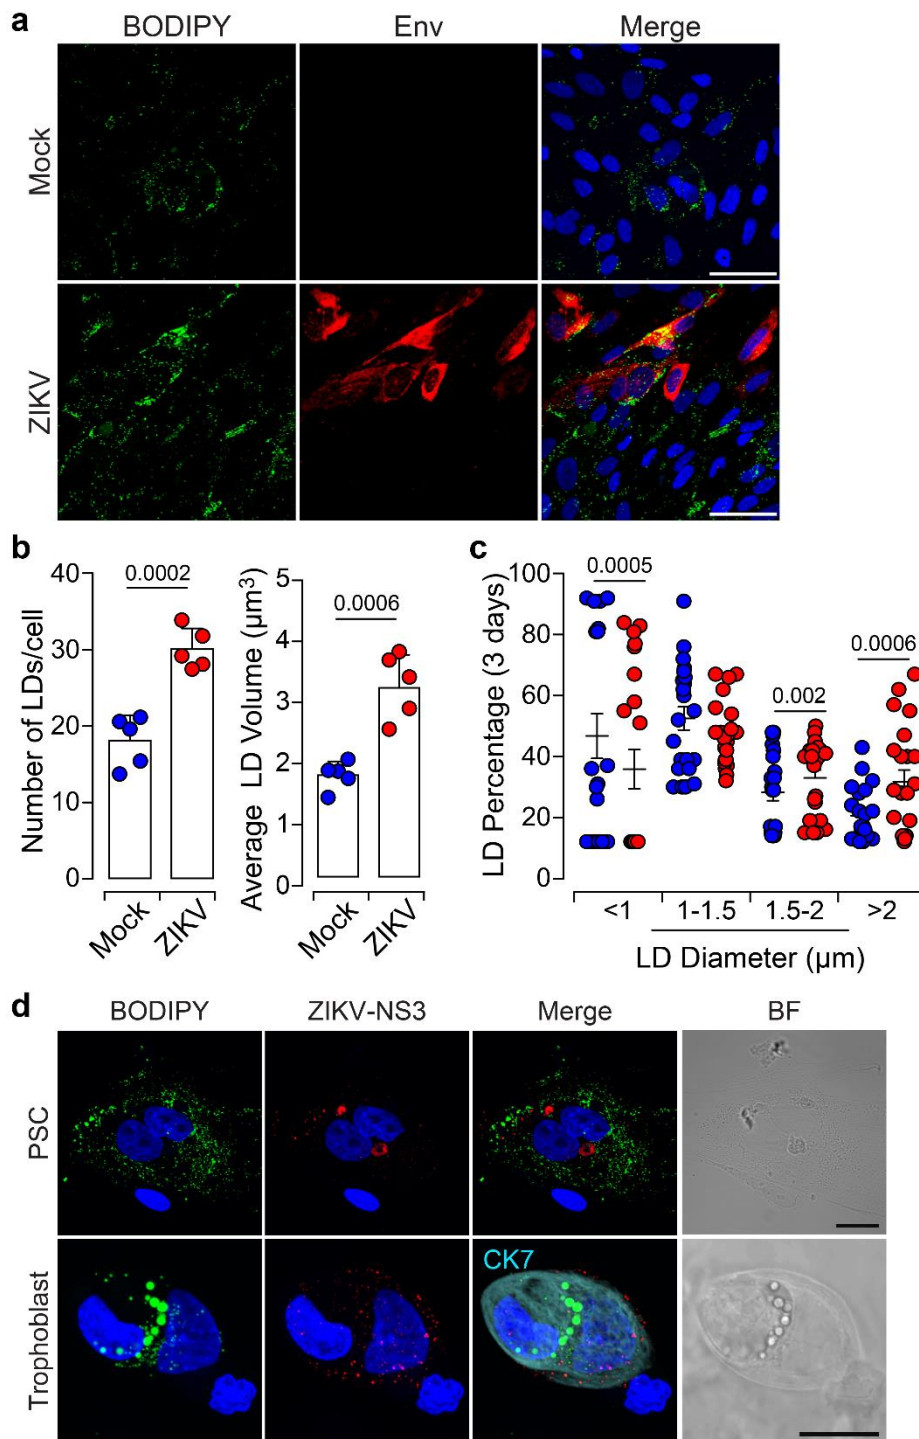 a
BODIPY Env Merge
Mock
ZIKV
b
Number of LDs/cell
40
30
20
10
0
0.0002
Mock ZIKV
Average LD Volume (µm³)
5
4
3
2
1
0
0.0006
Mock ZIKV
c
LD Percentage (3 days)
100
80
60
40
20
0
0.0005
0.002
0.0006
<1 1-1.5 1.5-2 >2
LD Diameter (µm)
d
BODIPY ZIKV-NS3 Merge BF
PSC
Trophoblast
CK7